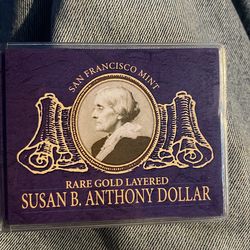 SAN FRANCISCO MINT
RARE GOLD LAYERED
SUSAN B. ANTHONY DOLLAR